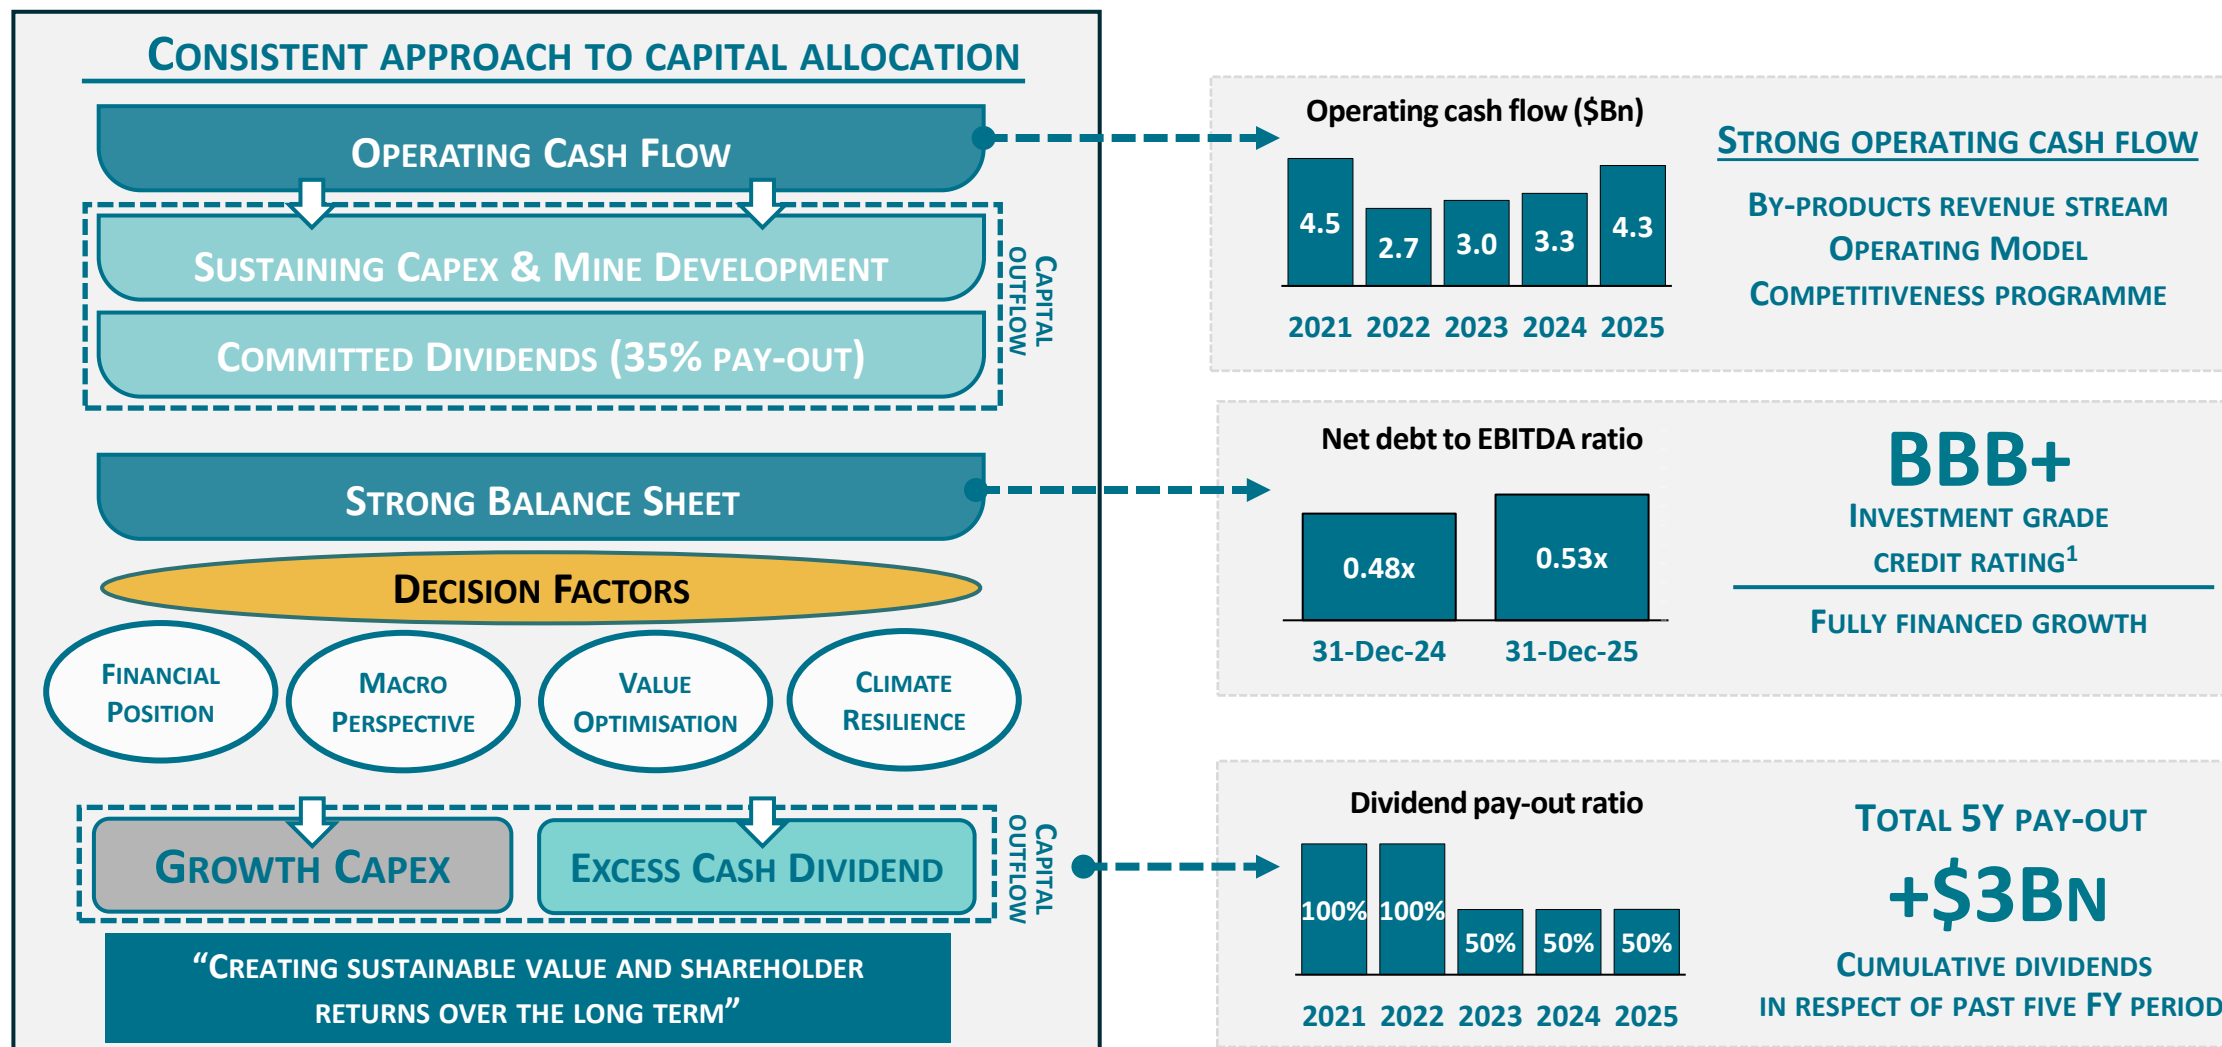 CONSISTENT APPROACH TO CAPITAL ALLOCATION
OPERATING CASH FLOW
SUSTAINING CAPEX & MINE DEVELOPMENT
COMMITTED DIVIDENDS (35% PAY-OUT)
CAPITAL
OUTFLOW
STRONG BALANCE SHEET
DECISION FACTORS
FINANCIAL
POSITION
MACRO
PERSPECTIVE
VALUE
OPTIMISATION
CLIMATE
RESILIENCE
GROWTH CAPEX
EXCESS CASH DIVIDEND
CAPITAL
OUTFLOW
“CREATING SUSTAINABLE VALUE AND SHAREHOLDER
RETURNS OVER THE LONG TERM”
Operating cash flow ($Bn)
4.5 2.7 3.0 3.3 4.3
2021 2022 2023 2024 2025
STRONG OPERATING CASH FLOW
BY-PRODUCTS REVENUE STREAM
OPERATING MODEL
COMPETITIVENESS PROGRAMME
Net debt to EBITDA ratio
0.48x 0.53x
31-Dec-24 31-Dec-25
BBB+
INVESTMENT GRADE
CREDIT RATING1
FULLY FINANCED GROWTH
Dividend pay-out ratio
100% 100% 50% 50% 50%
2021 2022 2023 2024 2025
TOTAL 5Y PAY-OUT
+$3BN
CUMULATIVE DIVIDENDS
IN RESPECT OF PAST FIVE FY PERIOD